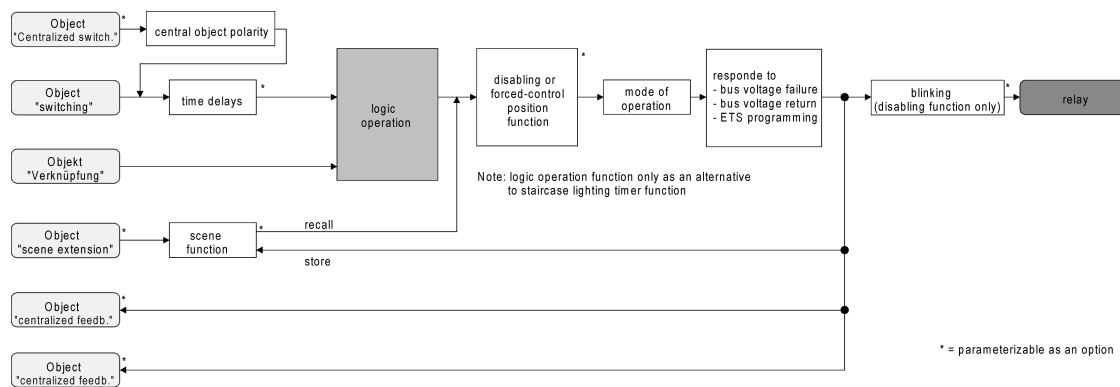 Object
"Centralized switch."
*
central object polarity
Object
"switching"
time delays
*
logic
operation
disabling or
forced-control
position
function
*
mode of
operation
responde to
- bus voltage failure
- bus voltage return
- ETS programming
blinking
(disabling function only)
*
relay
Objekt
"Verknüpfung"
Note: logic operation function only as an alternative
to staircase lighting timer function
Object
"scene extension"
*
scene
function
*
recall
store
Object
"centralized feedb."
*
Object
"centralized feedb."
*
* = parameterizable as an option